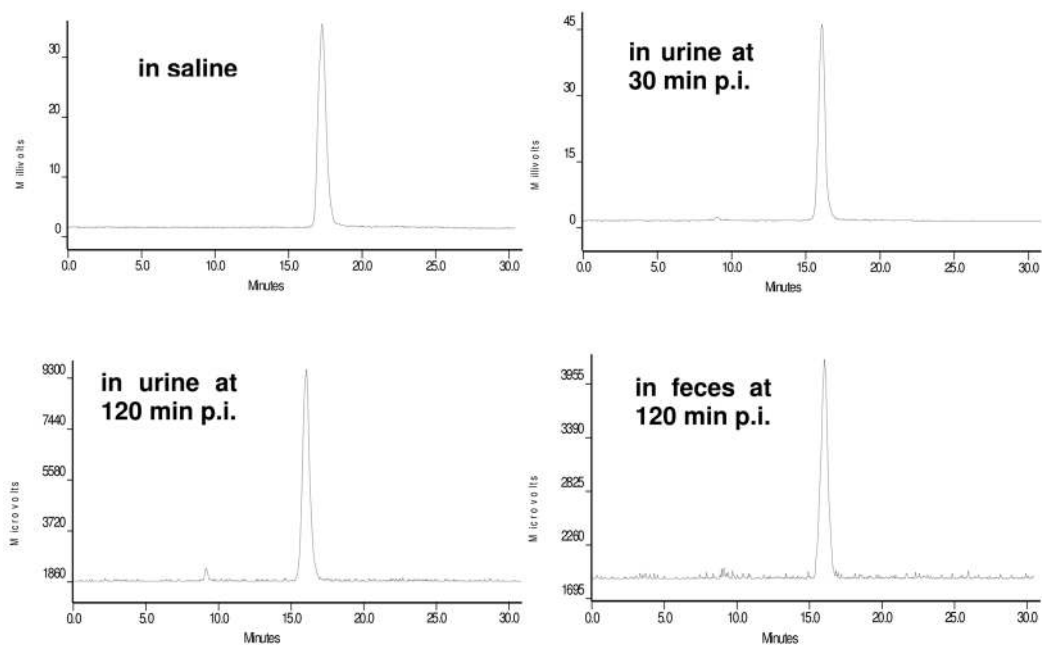 in saline
30
20
10
0
Millivolts
0.0 5.0 10.0 15.0 20.0 25.0 30.0
Minutes
in urine at
30 min p.i.
45
30
15
0
Millivolts
0.0 5.0 10.0 15.0 20.0 25.0 30.0
Minutes
in urine at
120 min p.i.
9300
7440
5580
3720
1860
Microvolts
0.0 5.0 10.0 15.0 20.0 25.0 30.0
Minutes
in feces at
120 min p.i.
3955
3390
2825
2260
1695
Microvolts
0.0 5.0 10.0 15.0 20.0 25.0 30.0
Minutes